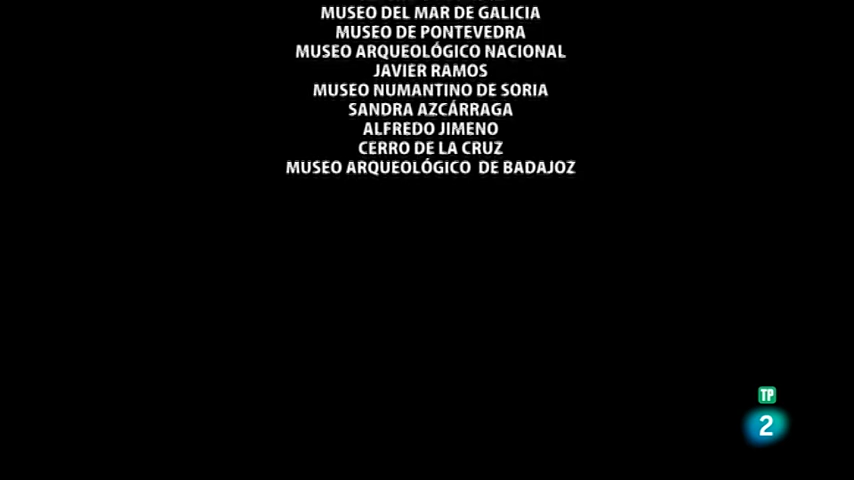 MUSEO DEL MAR DE GALICIA
MUSEO DE PONTEVEDRA
MUSEO ARQUEOLÓGICO NACIONAL
JAVIER RAMOS
MUSEO NUMANTINO DE SORIA
SANDRA AZCÁRRAGA
ALFREDO JIMENO
CERRO DE LA CRUZ
MUSEO ARQUEOLÓGICO DE BADAJOZ
TP
2